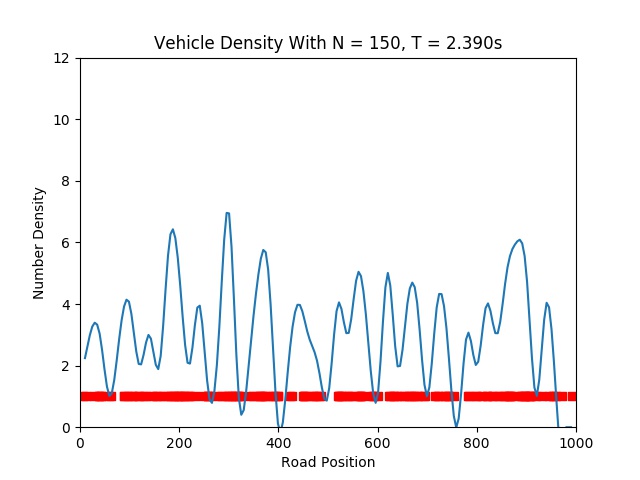 Vehicle Density With N = 150, T = 2.390s
12
10
8
6
4
2
0
Number Density
0 200 400 600 800 1000
Road Position